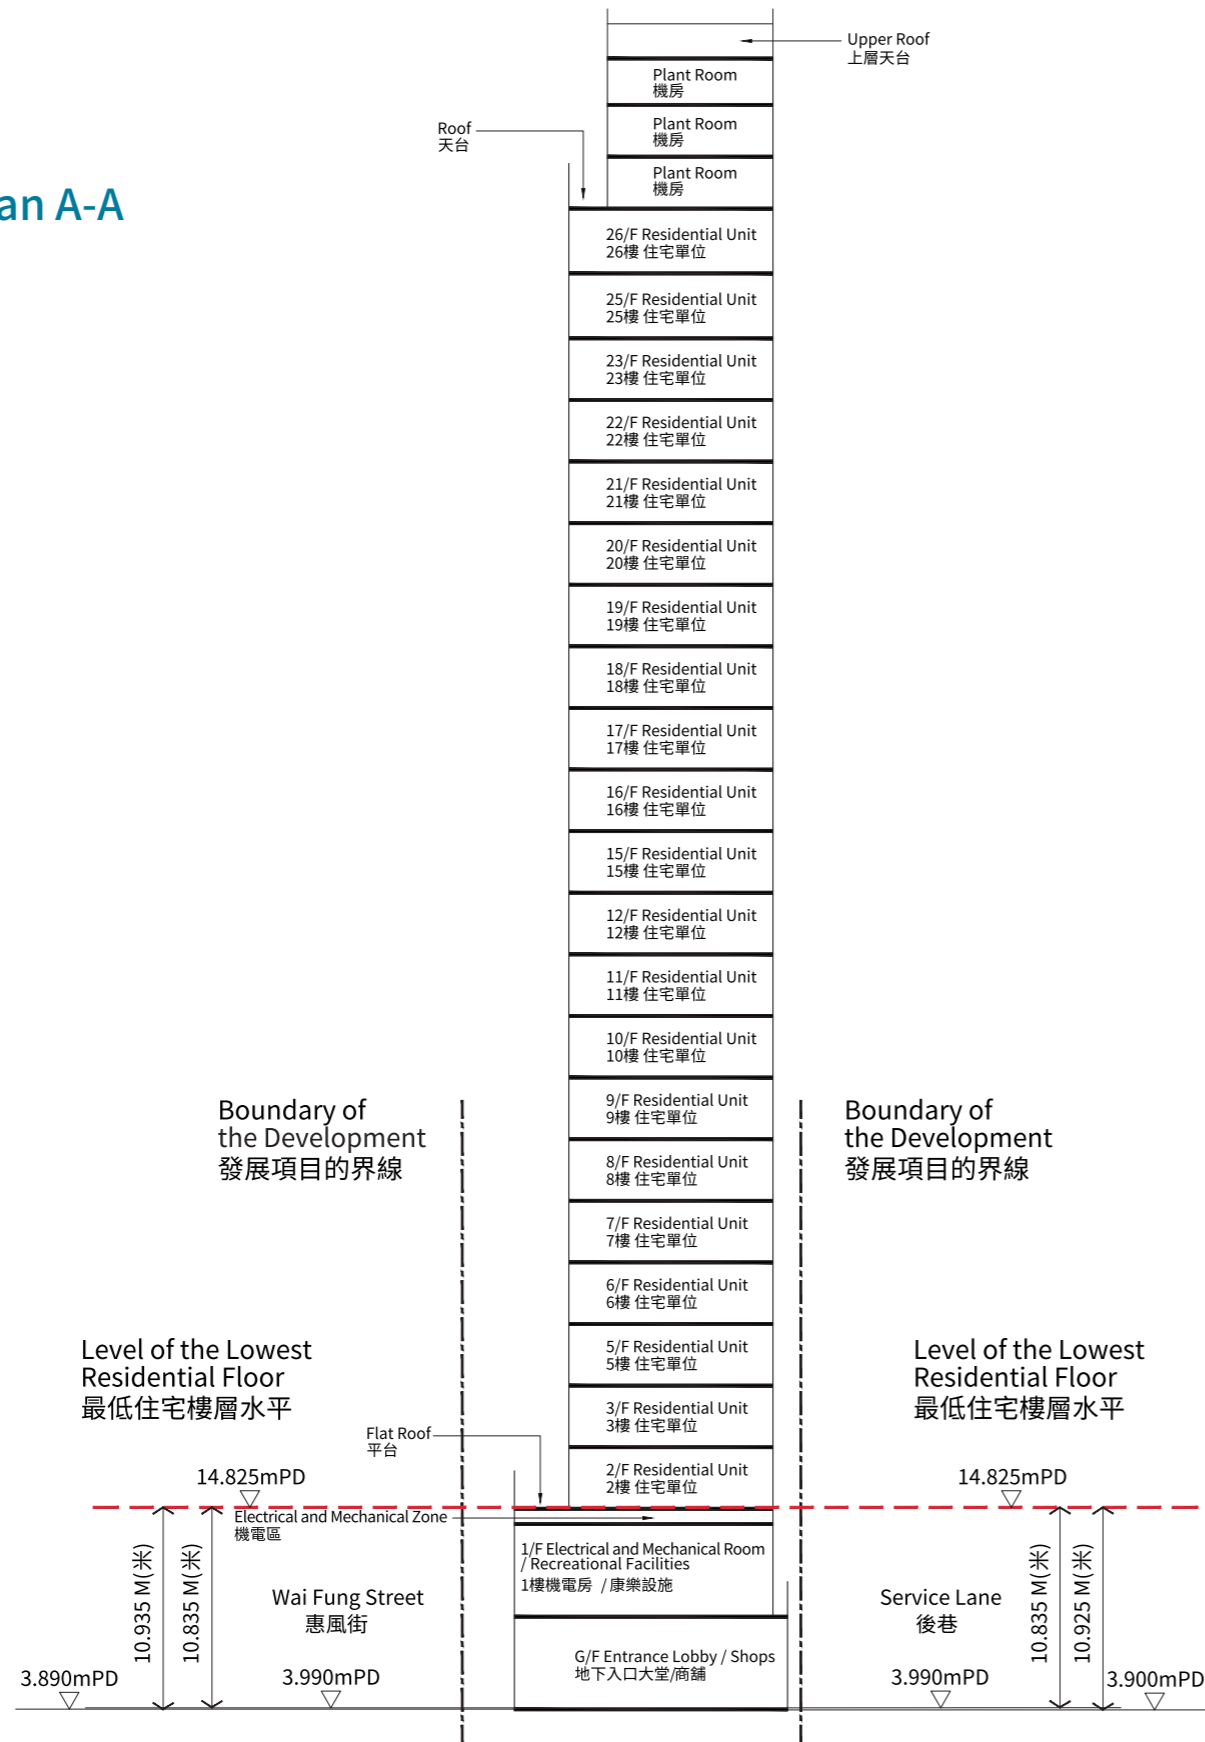 Upper Roof
上層天台
Plant Room
機房
Plant Room
機房
Roof
天台
Plant Room
機房
an A-A
26/F Residential Unit
26樓 住宅單位
25/F Residential Unit
25樓 住宅單位
23/F Residential Unit
23樓 住宅單位
22/F Residential Unit
22樓 住宅單位
21/F Residential Unit
21樓 住宅單位
20/F Residential Unit
20樓 住宅單位
19/F Residential Unit
19樓 住宅單位
18/F Residential Unit
18樓 住宅單位
17/F Residential Unit
17樓 住宅單位
16/F Residential Unit
16樓 住宅單位
15/F Residential Unit
15樓 住宅單位
12/F Residential Unit
12樓 住宅單位
11/F Residential Unit
11樓 住宅單位
10/F Residential Unit
10樓 住宅單位
9/F Residential Unit
9樓 住宅單位
Boundary of
the Development
發展項目的界線
Boundary of
the Development
發展項目的界線
8/F Residential Unit
8樓 住宅單位
7/F Residential Unit
7樓 住宅單位
6/F Residential Unit
6樓 住宅單位
5/F Residential Unit
5樓 住宅單位
Level of the Lowest
Residential Floor
最低住宅樓層水平
Level of the Lowest
Residential Floor
最低住宅樓層水平
3/F Residential Unit
3樓 住宅單位
Flat Roof
平台
2/F Residential Unit
2樓 住宅單位
14.825mPD
14.825mPD
Electrical and Mechanical Zone
機電區
1/F Electrical and Mechanical Room
/ Recreational Facilities
1樓機電房 / 康樂設施
10.935 M(米)
10.835 M(米)
Wai Fung Street
惠風街
Service Lane
後巷
10.835 M(米)
10.925 M(米)
G/F Entrance Lobby / Shops
地下入口大堂/商舖
3.890mPD
3.990mPD
3.990mPD
3.900mPD